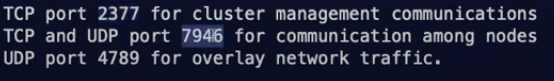 TCP port 2377 for cluster management communications
TCP and UDP port 7946 for communication among nodes
UDP port 4789 for overlay network traffic.